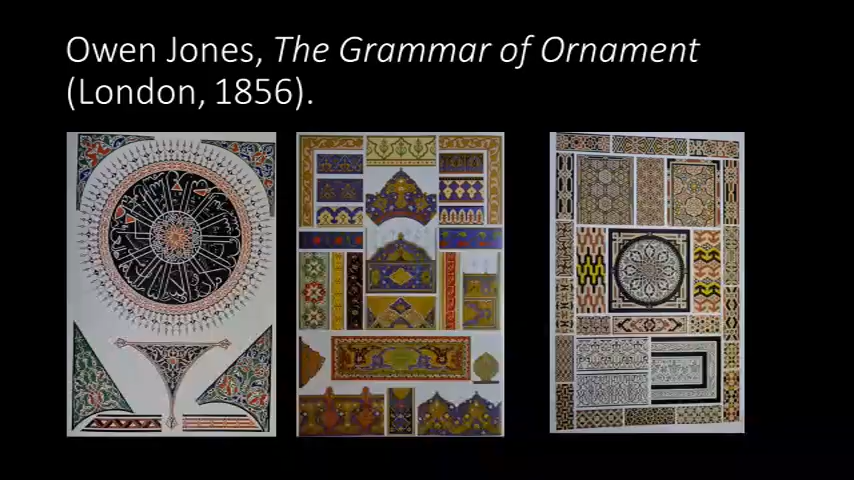 Owen Jones, The Grammar of Ornament
(London, 1856).